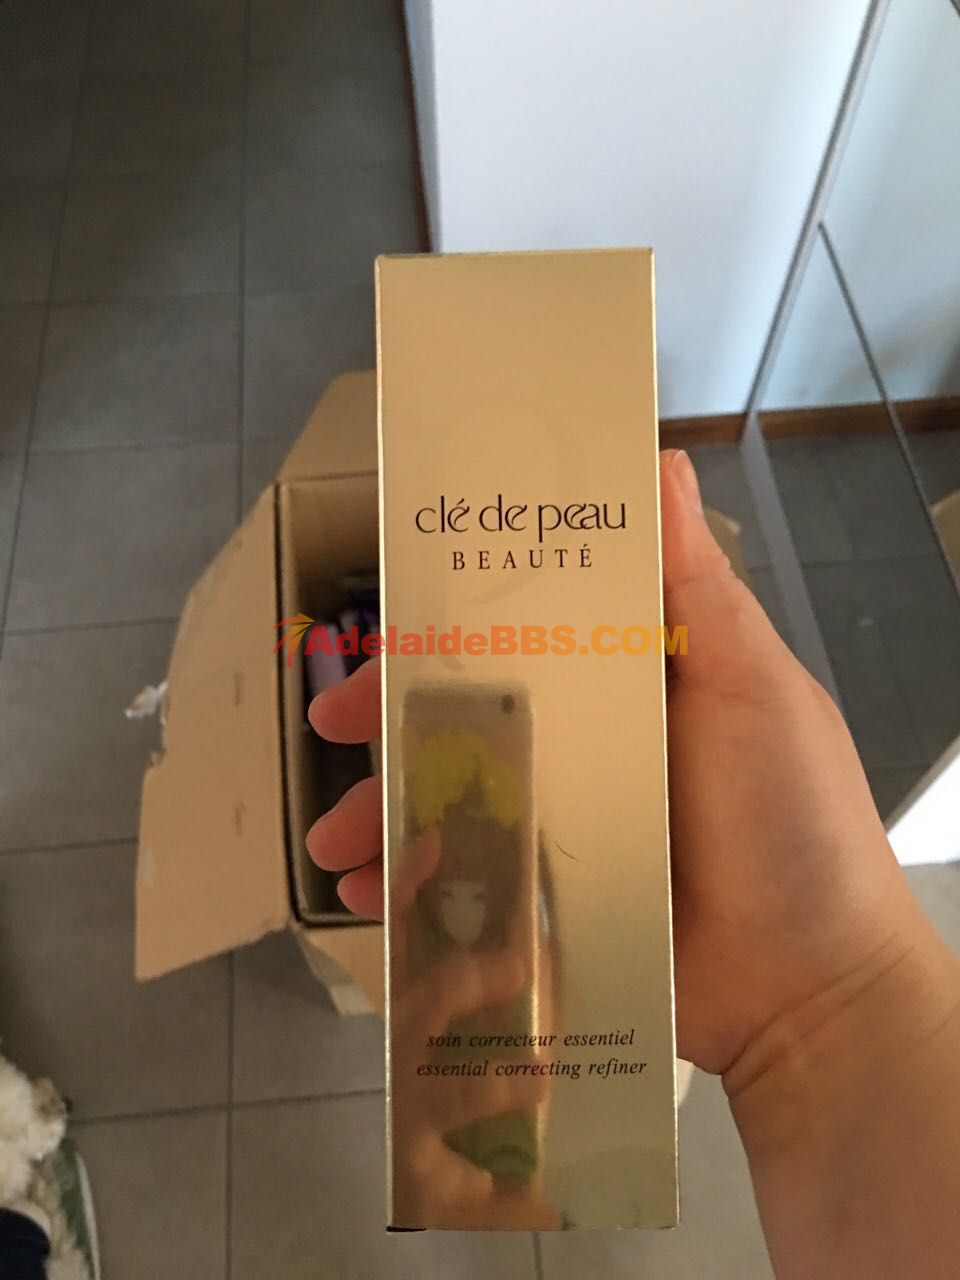 clé de peau
BEAUTÉ
AdelaideBBS.COM
soin correcteur essentiel
essential correcting refiner